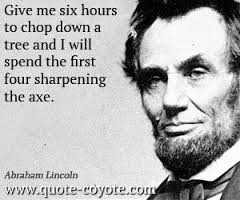 Give me six hours
to chop down a
tree and I will
spend the first
four sharpening
the axe.
Abraham Lincoln
www.quote-coyote.com